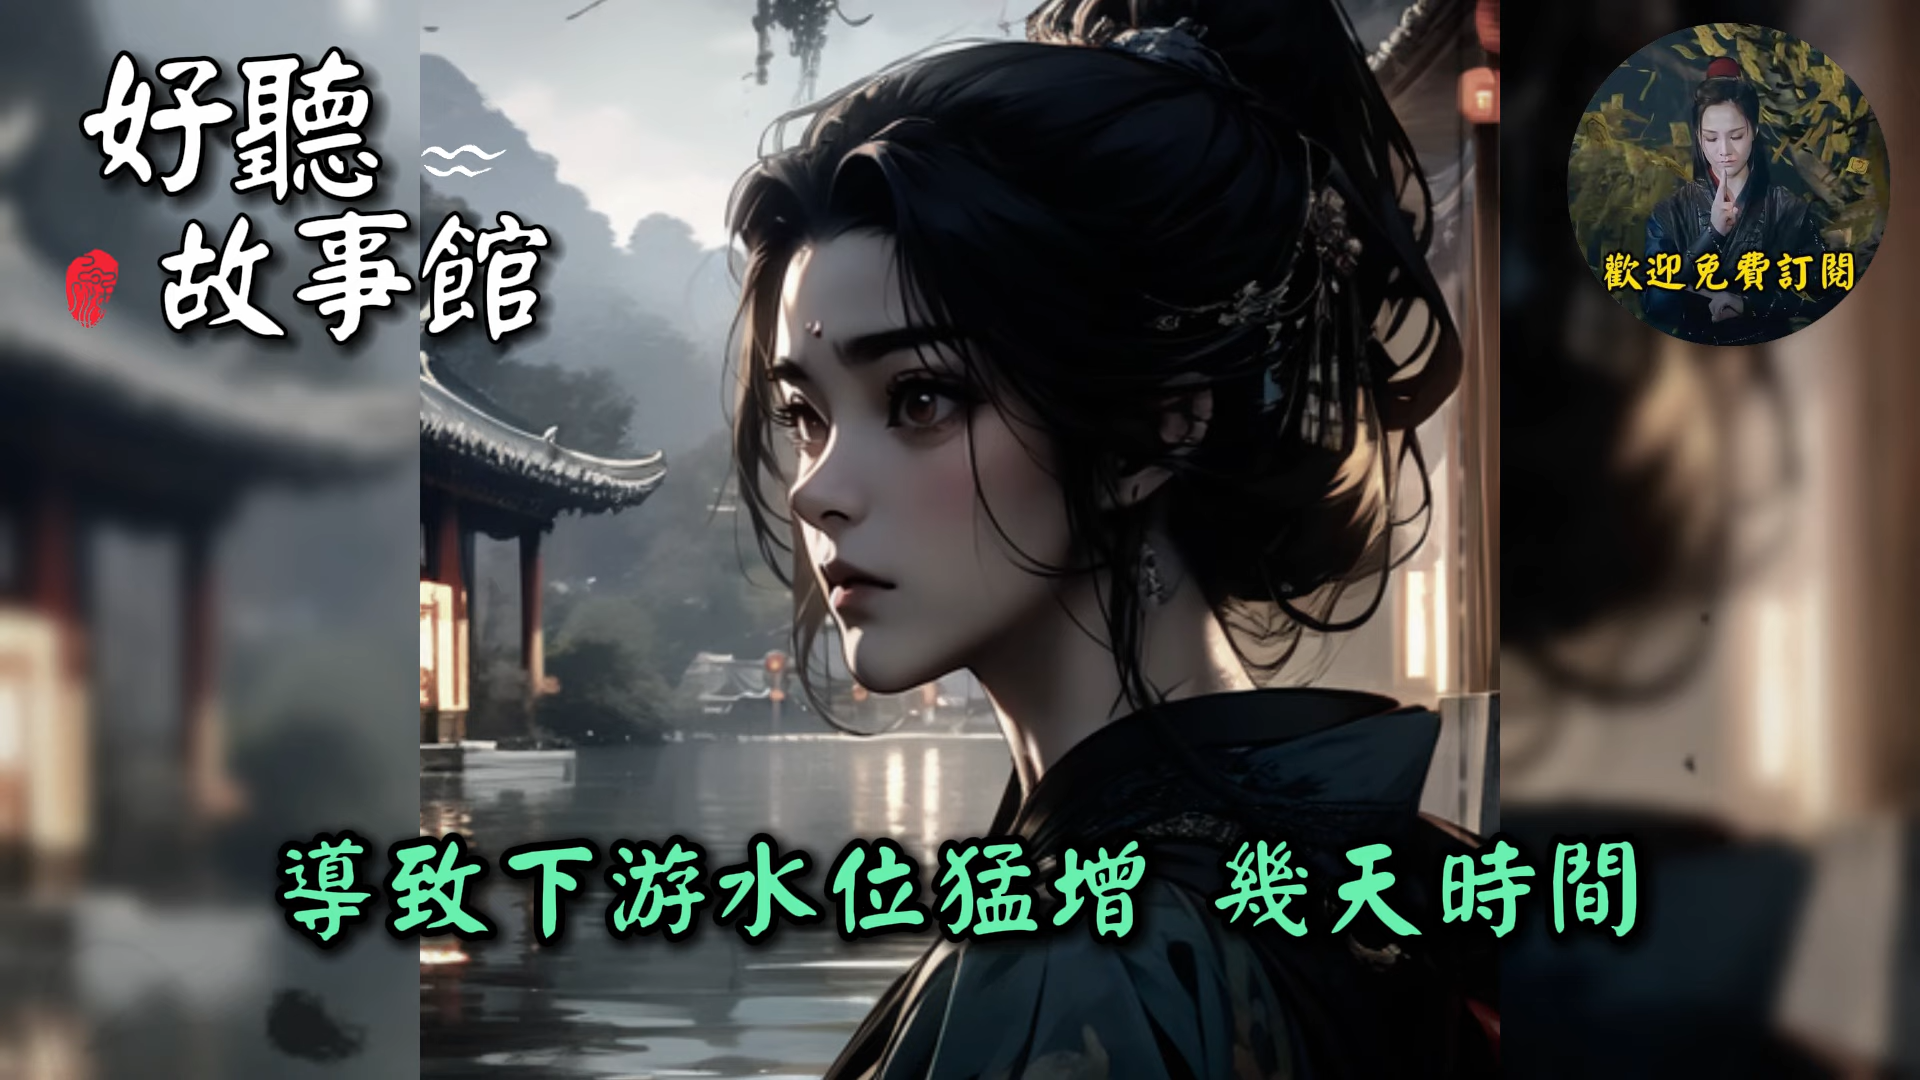 好聽
故事館
歡迎免費訂閱
導致下游水位猛增 幾天時間